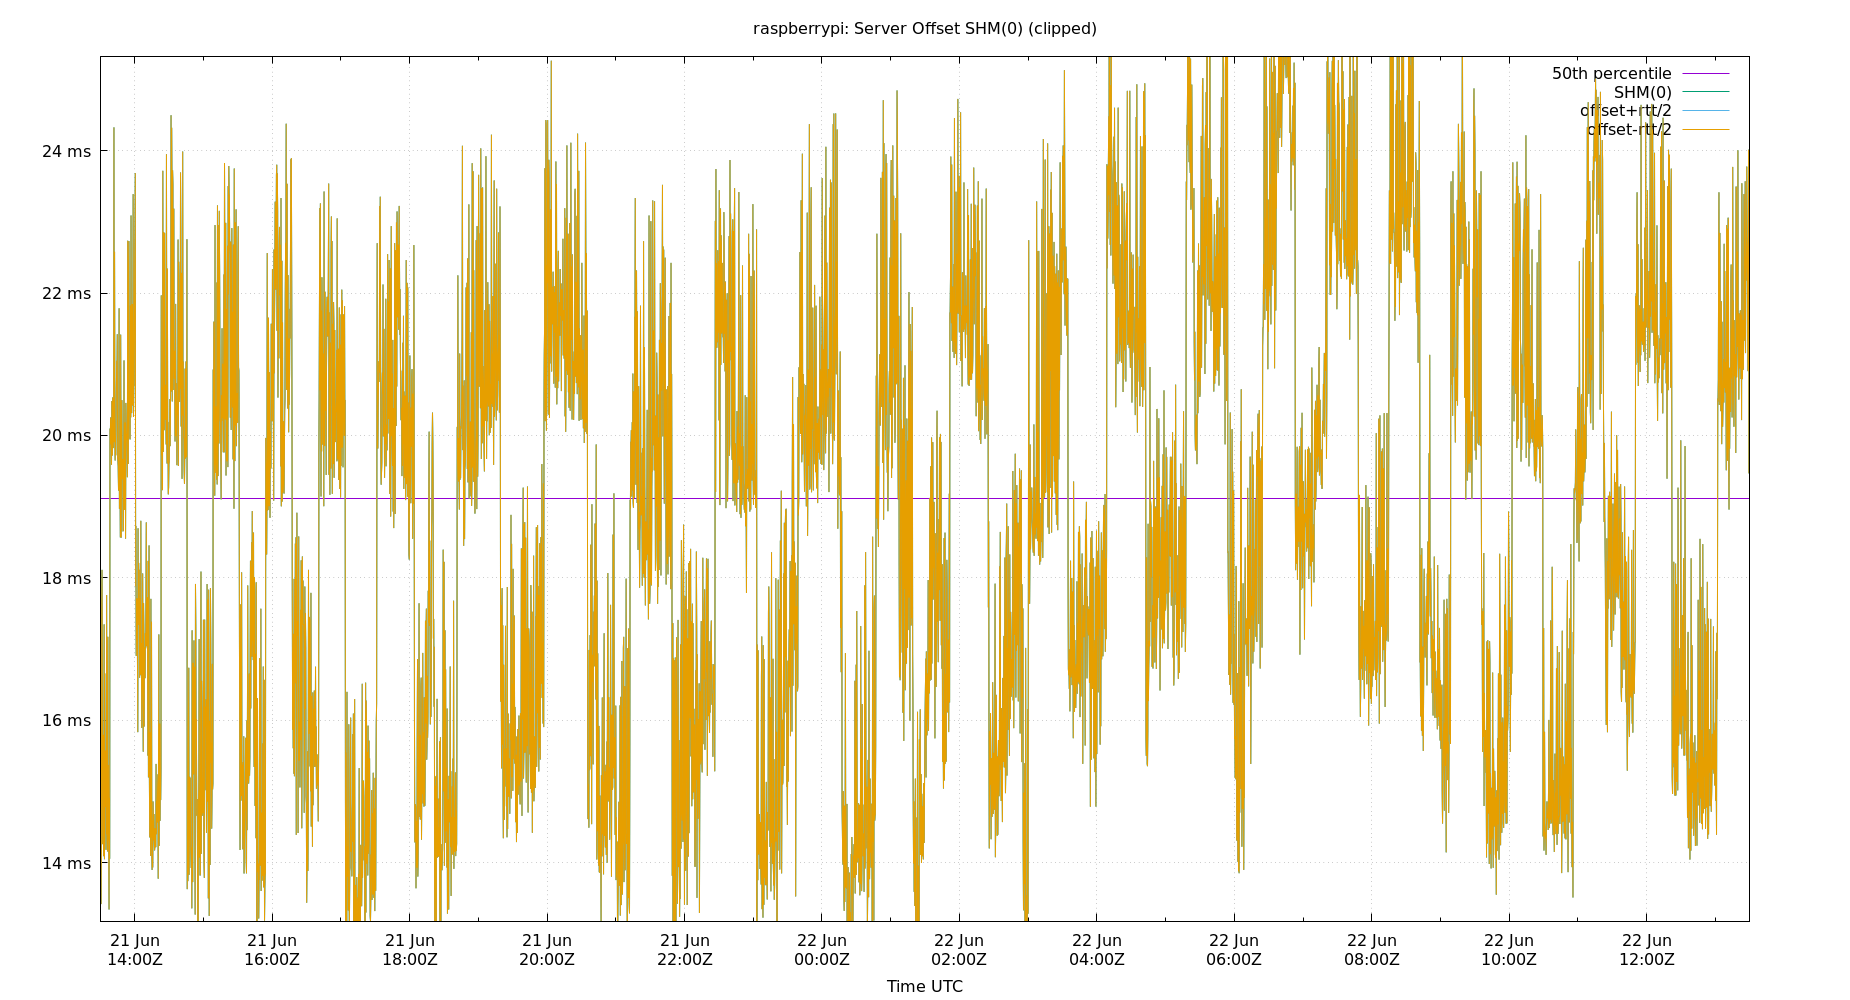 raspberrypi: Server Offset SHM(0) (clipped)
50th percentile
SHM(0)
offset+rtt/2
offset-rtt/2
24 ms
22 ms
20 ms
18 ms
16 ms
14 ms
21 Jun 21 Jun 21 Jun 21 Jun 21 Jun 22 Jun 22 Jun 22 Jun 22 Jun 22 Jun 22 Jun 22 Jun
14:00Z 16:00Z 18:00Z 20:00Z 22:00Z 00:00Z 02:00Z 04:00Z 06:00Z 08:00Z 10:00Z 12:00Z
Time UTC